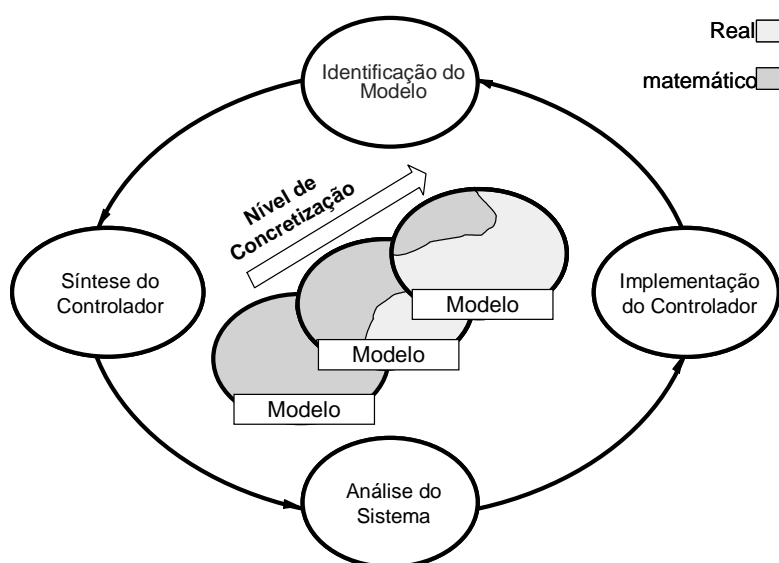 Real
matemático
Identificação do
Modelo
Nível de
Concretização
Síntese do
Controlador
Implementação
do Controlador
Modelo
Modelo
Modelo
Análise do
Sistema